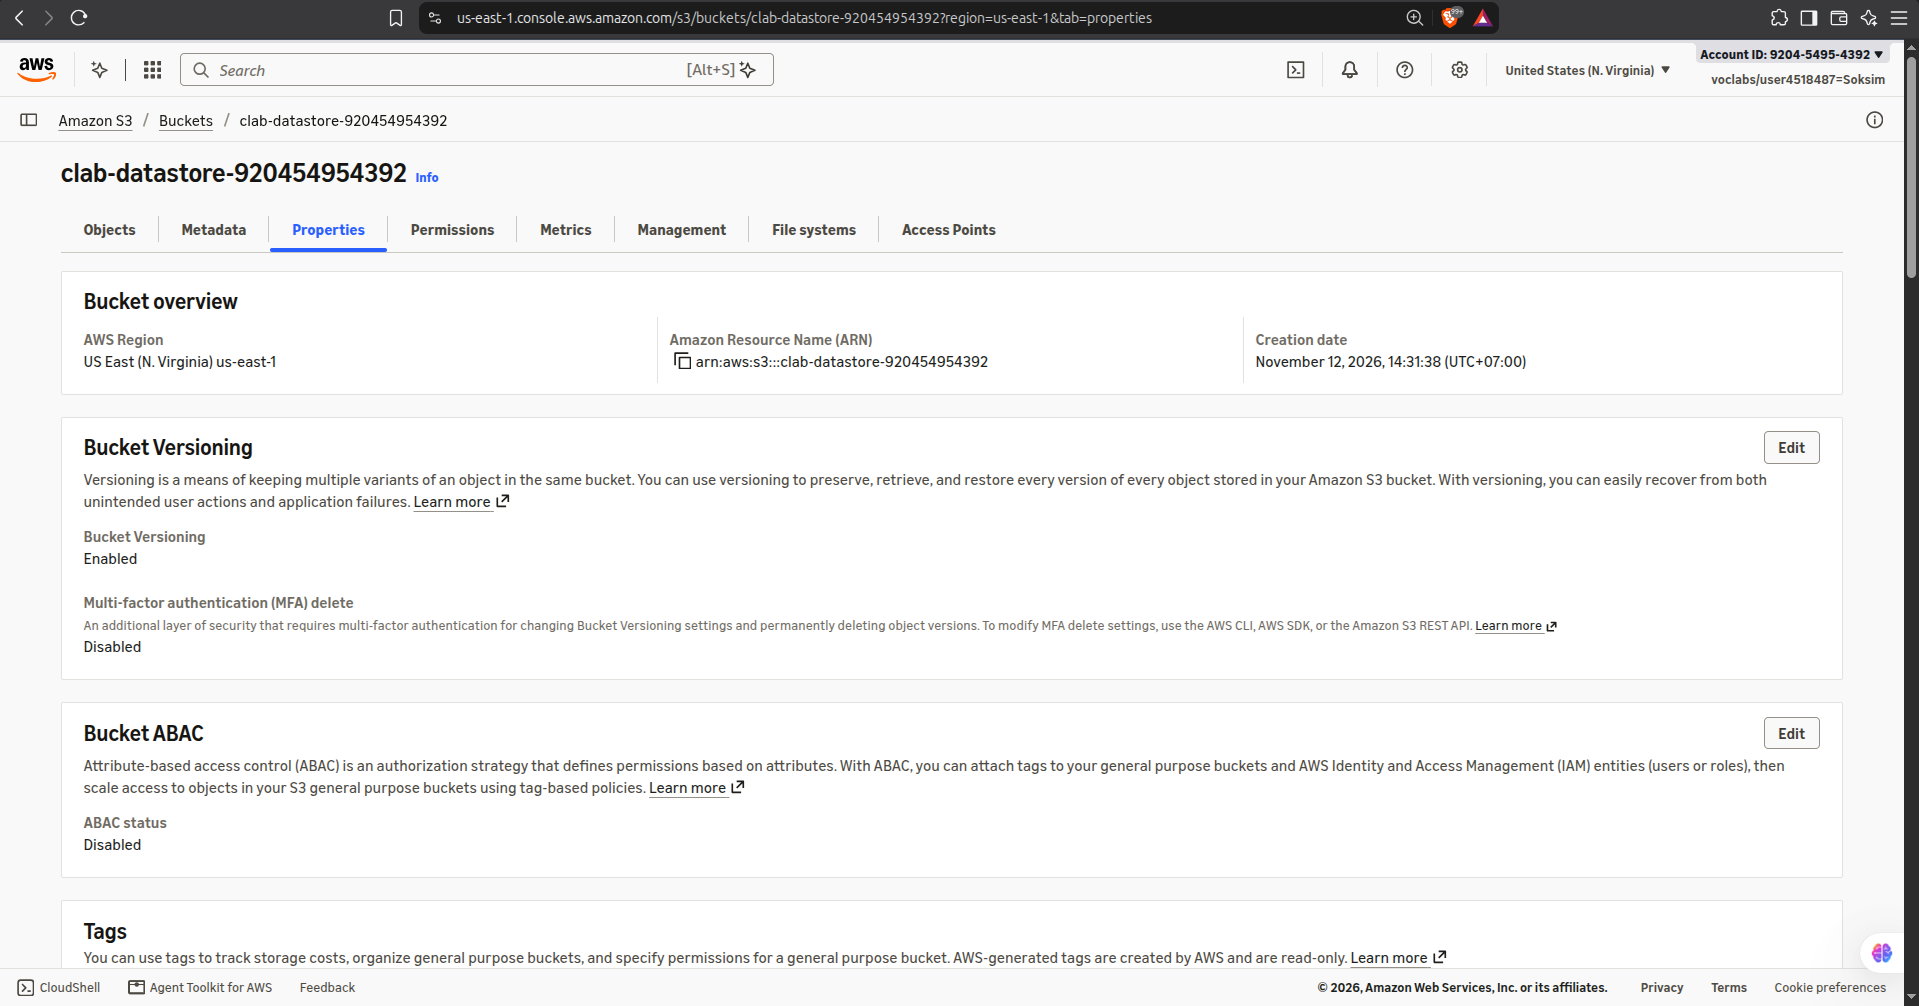 us-east-1.console.aws.amazon.com/s3/buckets/clab-datastore-920454954392?region=us-east-1&tab=properties
99+
aws
Search
[Alt+S]
United States (N. Virginia)
Account ID: 9204-5495-4392
voclabs/user4518487=Soksim
Amazon S3 / Buckets / clab-datastore-920454954392
clab-datastore-920454954392 Info
Objects Metadata Properties Permissions Metrics Management File systems Access Points
Bucket overview
AWS Region
US East (N. Virginia) us-east-1
Amazon Resource Name (ARN)
arn:aws:s3:::clab-datastore-920454954392
Creation date
November 12, 2026, 14:31:38 (UTC+07:00)
Bucket Versioning
Edit
Versioning is a means of keeping multiple variants of an object in the same bucket. You can use versioning to preserve, retrieve, and restore every version of every object stored in your Amazon S3 bucket. With versioning, you can easily recover from both
unintended user actions and application failures. Learn more
Bucket Versioning
Enabled
Multi-factor authentication (MFA) delete
An additional layer of security that requires multi-factor authentication for changing Bucket Versioning settings and permanently deleting object versions. To modify MFA delete settings, use the AWS CLI, AWS SDK, or the Amazon S3 REST API. Learn more
Disabled
Bucket ABAC
Edit
Attribute-based access control (ABAC) is an authorization strategy that defines permissions based on attributes. With ABAC, you can attach tags to your general purpose buckets and AWS Identity and Access Management (IAM) entities (users or roles), then
scale access to objects in your S3 general purpose buckets using tag-based policies. Learn more
ABAC status
Disabled
Tags
You can use tags to track storage costs, organize general purpose buckets, and specify permissions for a general purpose bucket. AWS-generated tags are created by AWS and are read-only. Learn more
CloudShell Agent Toolkit for AWS Feedback
© 2026, Amazon Web Services, Inc. or its affiliates. Privacy Terms Cookie preferences